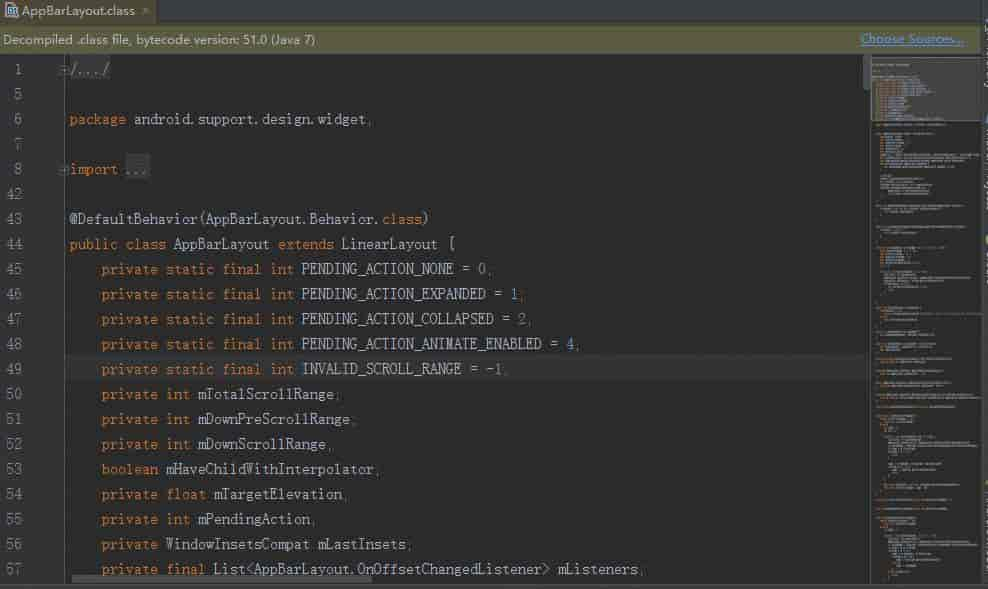 AppBarLayout.class ×
Decompiled .class file, bytecode version: 51.0 (Java 7) Choose Sources...
1 /.../
5
6 package android.support.design.widget;
7
8 import ...
42
43 @DefaultBehavior(AppBarLayout.Behavior.class)
44 public class AppBarLayout extends LinearLayout {
45 private static final int PENDING_ACTION_NONE = 0;
46 private static final int PENDING_ACTION_EXPANDED = 1;
47 private static final int PENDING_ACTION_COLLAPSED = 2;
48 private static final int PENDING_ACTION_ANIMATE_ENABLED = 4;
49 private static final int INVALID_SCROLL_RANGE = -1;
50 private int mTotalScrollRange;
51 private int mDownPreScrollRange;
52 private int mDownScrollRange;
53 boolean mHaveChildWithInterpolator;
54 private float mTargetElevation;
55 private int mPendingAction;
56 private WindowInsetsCompat mLastInsets;
57 private final List<AppBarLayout.OnOffsetChangedListener> mListeners;